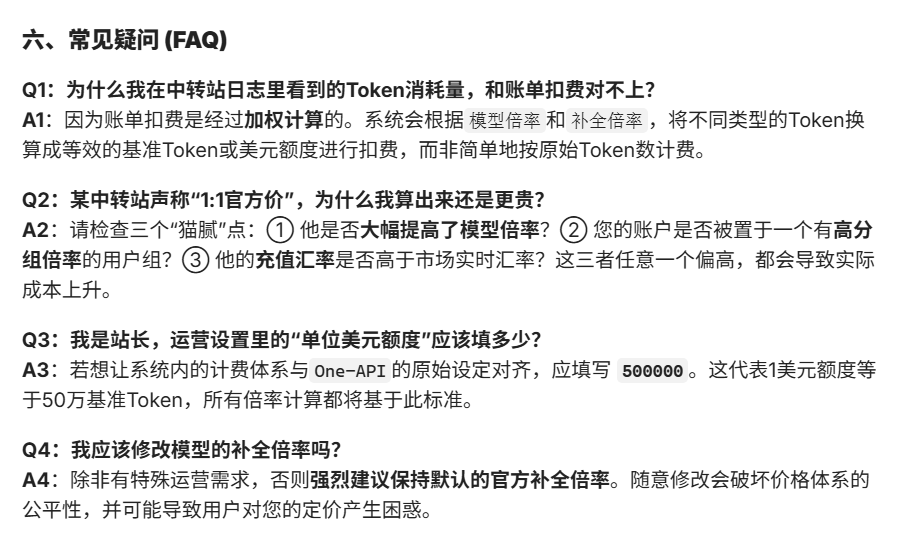 六、常见疑问 (FAQ)
Q1：为什么我在中转站日志里看到的Token消耗量，和账单扣费对不上？
A1：因为账单扣费是经过加权计算的。系统会根据 模型倍率 和 补全倍率 ，将不同类型的Token换
算成等效的基准Token或美元额度进行扣费，而非简单地按原始Token数计费。
Q2：某中转站声称“1:1官方价”，为什么我算出来还是更贵？
A2：请检查三个“猫腻”点：① 他是否大幅提高了模型倍率？② 您的账户是否被置于一个有高分
组倍率的用户组？③ 他的充值汇率是否高于市场实时汇率？这三者任意一个偏高，都会导致实际
成本上升。
Q3：我是站长，运营设置里的“单位美元额度”应该填多少？
A3：若想让系统内的计费体系与 One-API 的原始设定对齐，应填写 500000 。这代表1美元额度等
于50万基准Token，所有倍率计算都将基于此标准。
Q4：我应该修改模型的补全倍率吗？
A4：除非有特殊运营需求，否则强烈建议保持默认的官方补全倍率。随意修改会破坏价格体系的
公平性，并可能导致用户对您的定价产生困惑。